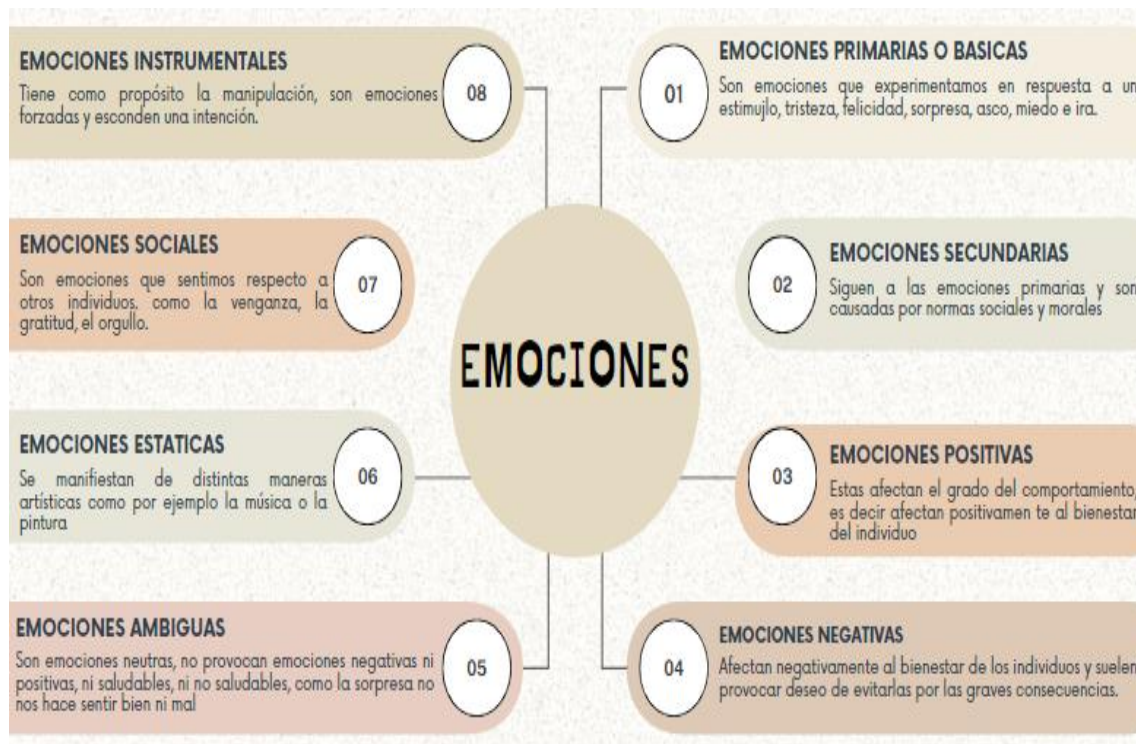 EMOCIONES
01
EMOCIONES PRIMARIAS O BASICAS
Son emociones que experimentamos en respuesta a un
estimujlo, tristeza, felicidad, sorpresa, asco, miedo e ira.
02
EMOCIONES SECUNDARIAS
Siguen a las emociones primarias y son
causadas por normas sociales y morales
03
EMOCIONES POSITIVAS
Estas afectan el grado del comportamiento,
es decir afectan positivamen te al bienestar
del individuo
04
EMOCIONES NEGATIVAS
Afectan negativamente al bienestar de los individuos y suelen
provocar deseo de evitarlas por las graves consecuencias.
05
EMOCIONES AMBIGUAS
Son emociones neutras, no provocan emociones negativas ni
positivas, ni saludables, ni no saludables, como la sorpresa no
nos hace sentir bien ni mal
06
EMOCIONES ESTATICAS
Se manifiestan de distintas maneras
artísticas como por ejemplo la música o la
pintura
07
EMOCIONES SOCIALES
Son emociones que sentimos respecto a
otros individuos. como la venganza, la
gratitud, el orgullo.
08
EMOCIONES INSTRUMENTALES
Tiene como propósito la manipulación, son emociones
forzadas y esconden una intención.